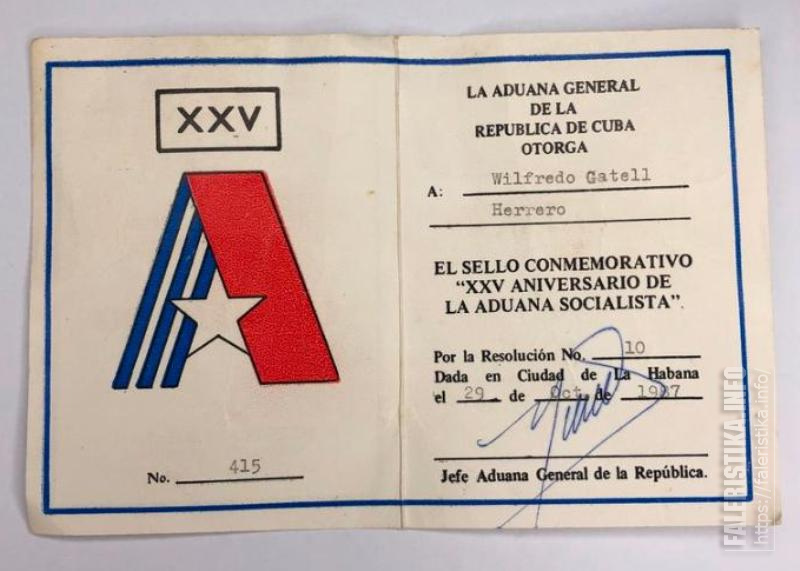 XXV
No. 415
LA ADUANA GENERAL
DE LA
REPUBLICA DE CUBA
OTORGA
A: Wilfredo Gatell
Herrero
EL SELLO CONMEMORATIVO
“XXV ANIVERSARIO DE
LA ADUANA SOCIALISTA”.
Por la Resolución No. 10
Dada en Ciudad de La Habana
el 29 de Oct de 1987
Jefe Aduana General de la República.
FALERISTIKA.INFO
https://faleristika.info/